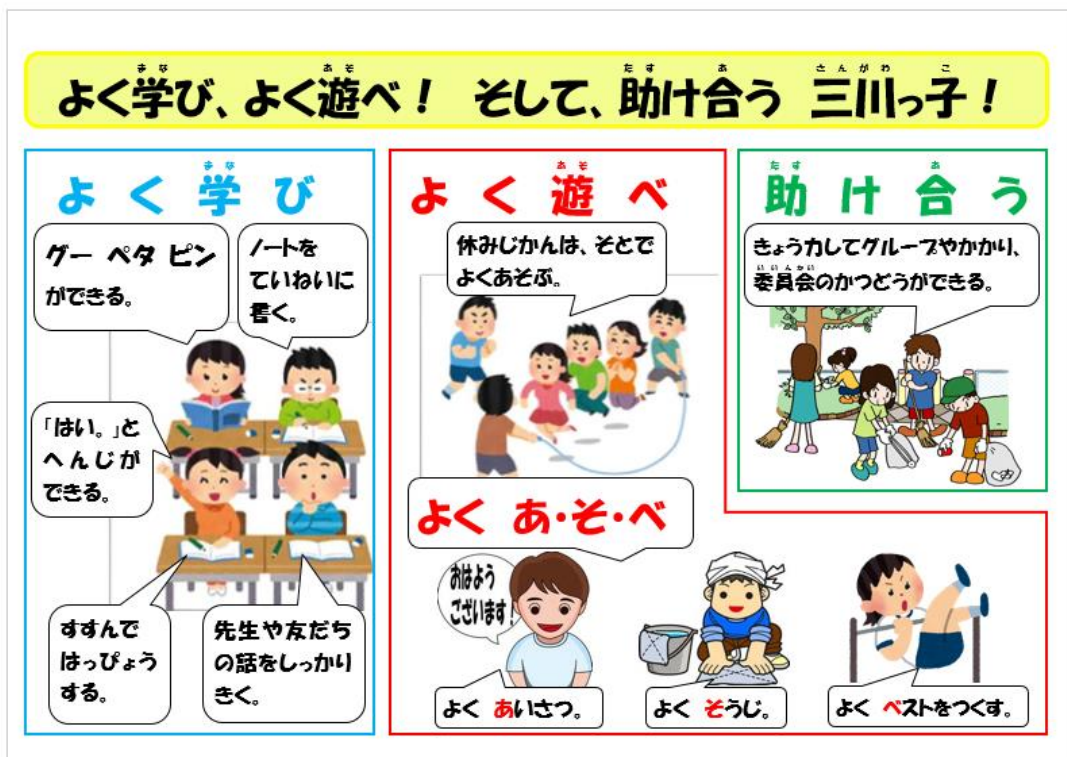 よく学び、よく遊べ！ そして、助け合う 三川っ子！
よく学び
グー ペタ ピン
ができる。
ノートを
ていねいに
書く。
「はい。」と
へんじが
できる。
すすんで
はっぴょう
する。
先生や友だち
の話をしっかり
きく。
よく遊べ
休みじかんは、そとで
よくあそぶ。
よく あ・そ・べ
おはよう
ございます！
よく あいさつ。
よく そうじ。
よく ベストをつくす。
助け合う
きょう力してグループやかかり、
委員会のかつどうができる。